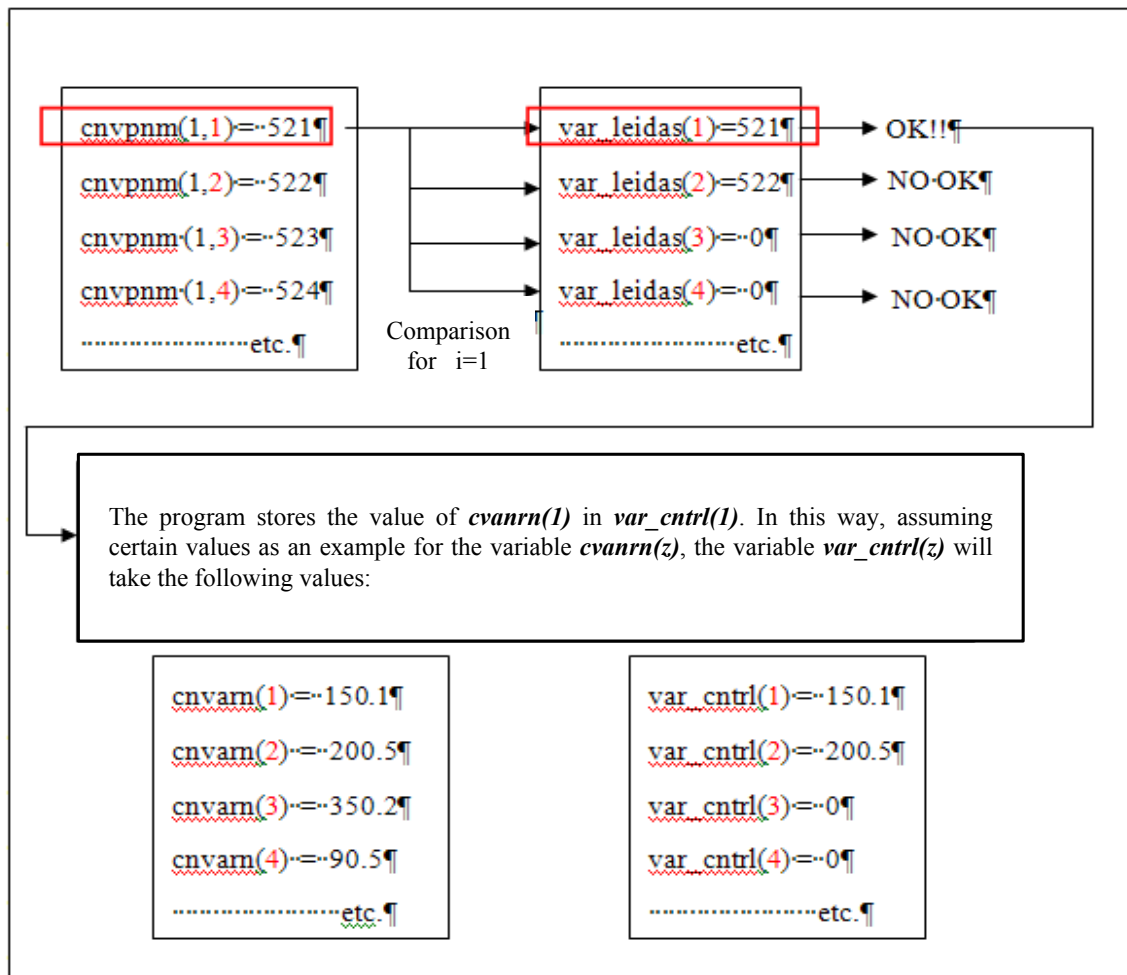 cnvpnm(1,1)·=··521¶
cnvpnm(1,2)·=··522¶
cnvpnm·(1,3)·=··523¶
cnvpnm·(1,4)·=··524¶
························etc.¶
Comparison
for i=1
var_leidas(1)=521¶
var_leidas(2)=522¶
var_leidas(3)=··0¶
var_leidas(4)=··0¶
¶
·························etc.¶
OK!!¶
NO·OK¶
NO·OK¶
NO·OK¶
The program stores the value of cvanrn(1) in var_cntrl(1). In this way, assuming
certain values as an example for the variable cvanrn(z), the variable var_cntrl(z) will
take the following values:
cnvarn(1)·=··150.1¶
cnvarn(2)·=··200.5¶
cnvarn(3)·=··350.2¶
cnvarn(4)·=··90.5¶
························etc.¶
var_cntrl(1)·=··150.1¶
var_cntrl(2)·=··200.5¶
var_cntrl(3)·=··0¶
var_cntrl(4)·=··0¶
························etc.¶